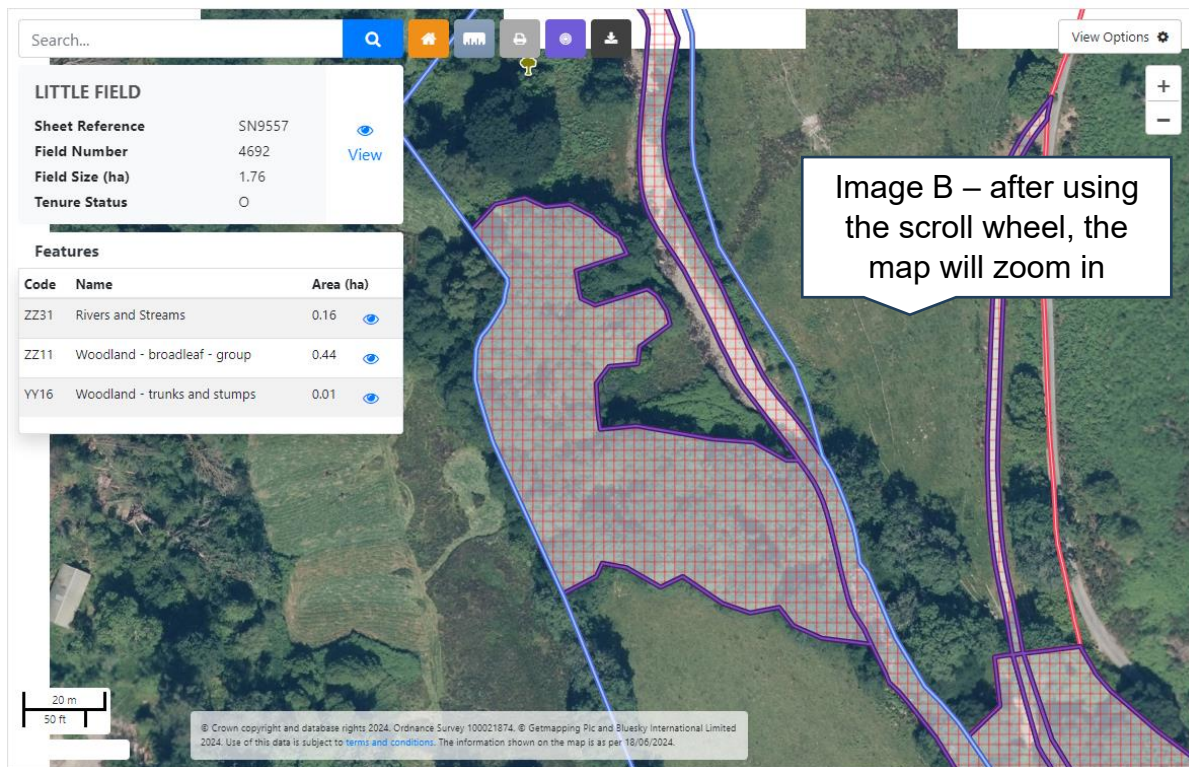 Search...
View Options
LITTLE FIELD
Sheet Reference SN9557
Field Number 4692
Field Size (ha) 1.76
Tenure Status O
View
Features
Code Name Area (ha)
ZZ31 Rivers and Streams 0.16
ZZ11 Woodland - broadleaf - group 0.44
YY16 Woodland - trunks and stumps 0.01
+
−
Image B – after using
the scroll wheel, the
map will zoom in
20 m
50 ft
© Crown copyright and database rights 2024. Ordnance Survey 100021874. © Getmapping Plc and Bluesky International Limited
2024. Use of this data is subject to terms and conditions. The information shown on the map is as per 18/06/2024.